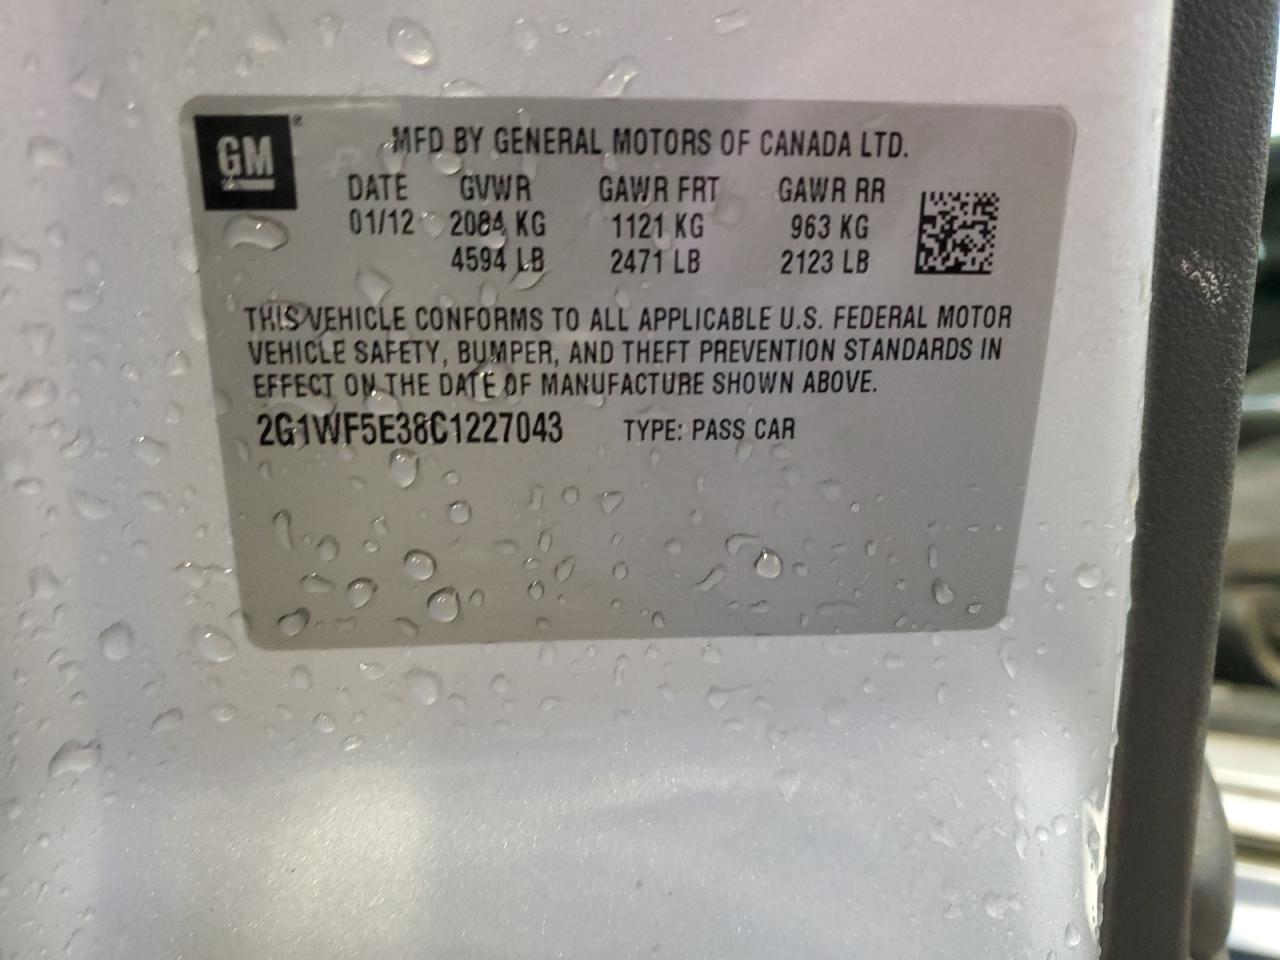 GM®
MFD BY GENERAL MOTORS OF CANADA LTD.
DATE GVWR GAWR FRT GAWR RR
01/12 2084 KG 1121 KG 963 KG
4594 LB 2471 LB 2123 LB
THIS VEHICLE CONFORMS TO ALL APPLICABLE U.S. FEDERAL MOTOR
VEHICLE SAFETY, BUMPER, AND THEFT PREVENTION STANDARDS IN
EFFECT ON THE DATE OF MANUFACTURE SHOWN ABOVE.
2G1WF5E38C1227043 TYPE: PASS CAR